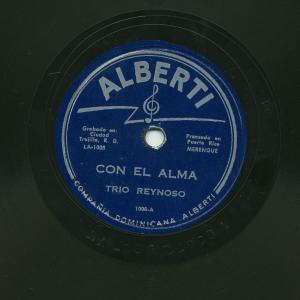 ALBERTI
Grabado en:
Ciudad
Trujillo, R. D.
LA-1008
Prensado en
Puerto Rico
MERENGUE
CON EL ALMA
TRIO REYNOSO
1008-A
COMPAÑIA DOMINICANA ALBERTI